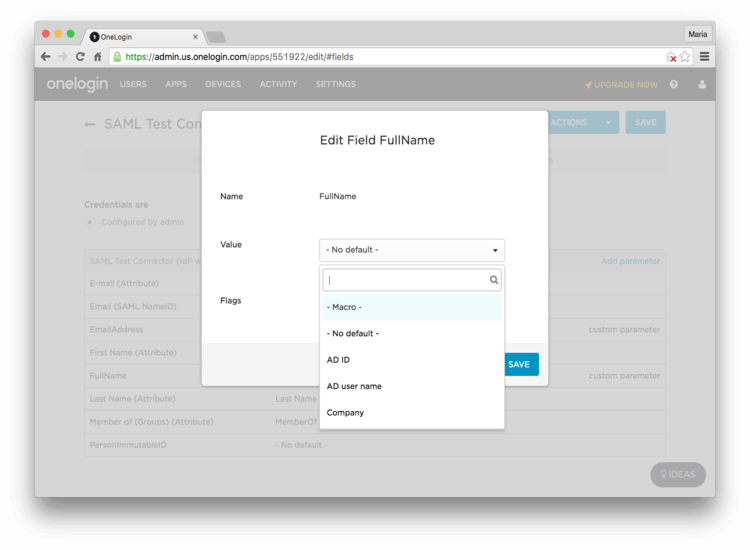 OneLogin
Maria
https://admin.us.onelogin.com/apps/551922/edit/#fields
onelogin USERS APPS DEVICES ACTIVITY SETTINGS UPGRADE NOW
← SAML Test Con
ACTIONS SAVE
Edit Field FullName
Name FullName
Credentials are
Configured by admin
Value - No default -
SAML Test Connector (IdP w Add parameter
E-mail (Attribute)
Email (SAML NameID)
Flags
- Macro -
EmailAddress custom parameter
- No default -
First Name (Attribute)
AD ID
SAVE
FullName custom parameter
AD user name
Last Name (Attribute) Last Name
Company
Member of (Groups) (Attribute) MemberOf
PersonImmutableID - No default -
IDEAS